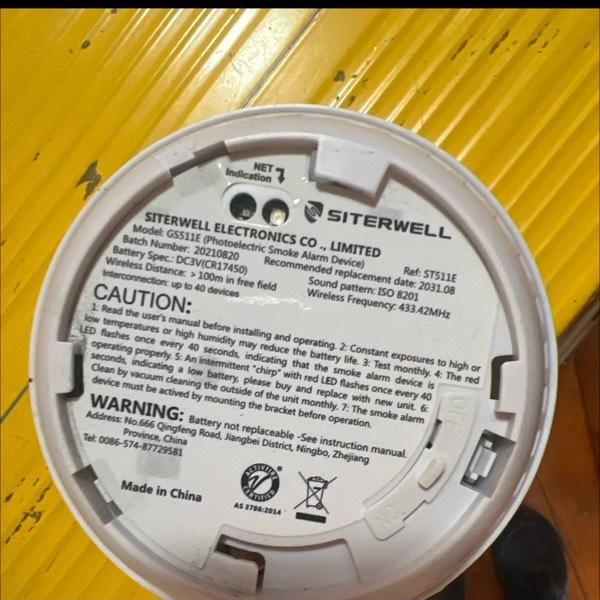 NET
Indication
SITERWELL
SITERWELL ELECTRONICS CO ., LIMITED
Model: GS511E (Photoelectric Smoke Alarm Device)
Ref: ST511E
Batch Number: 20210820
Recommended replacement date: 2031.08
Battery Spec.: DC3V(CR17450)
Sound pattern: ISO 8201
Wireless Distance: > 100m in free field
Wireless Frequency: 433.42MHz
Interconnection: up to 40 devices
CAUTION:
1: Read the user's manual before installing and operating. 2: Constant exposures to high or
low temperatures or high humidity may reduce the battery life. 3: Test monthly. 4: The red
LED flashes once every 40 seconds, indicating that the smoke alarm device is
operating properly. 5: An intermittent "chirp" with red LED flashes once every 40
seconds, indicating a low battery, please buy and replace with new unit. 6:
Clean by vacuum cleaning the outside of the unit monthly. 7: The smoke alarm
device must be actived by mounting the bracket before operation.
WARNING: Battery not replaceable -See instruction manual.
Address: No.666 Qingfeng Road, Jiangbei District, Ningbo, Zhejiang
Province, China
Tel: 0086-574-87729581
Made in China
ACTIVFIRE
CERTIFIED
AS 3786:2014
OFF
ON